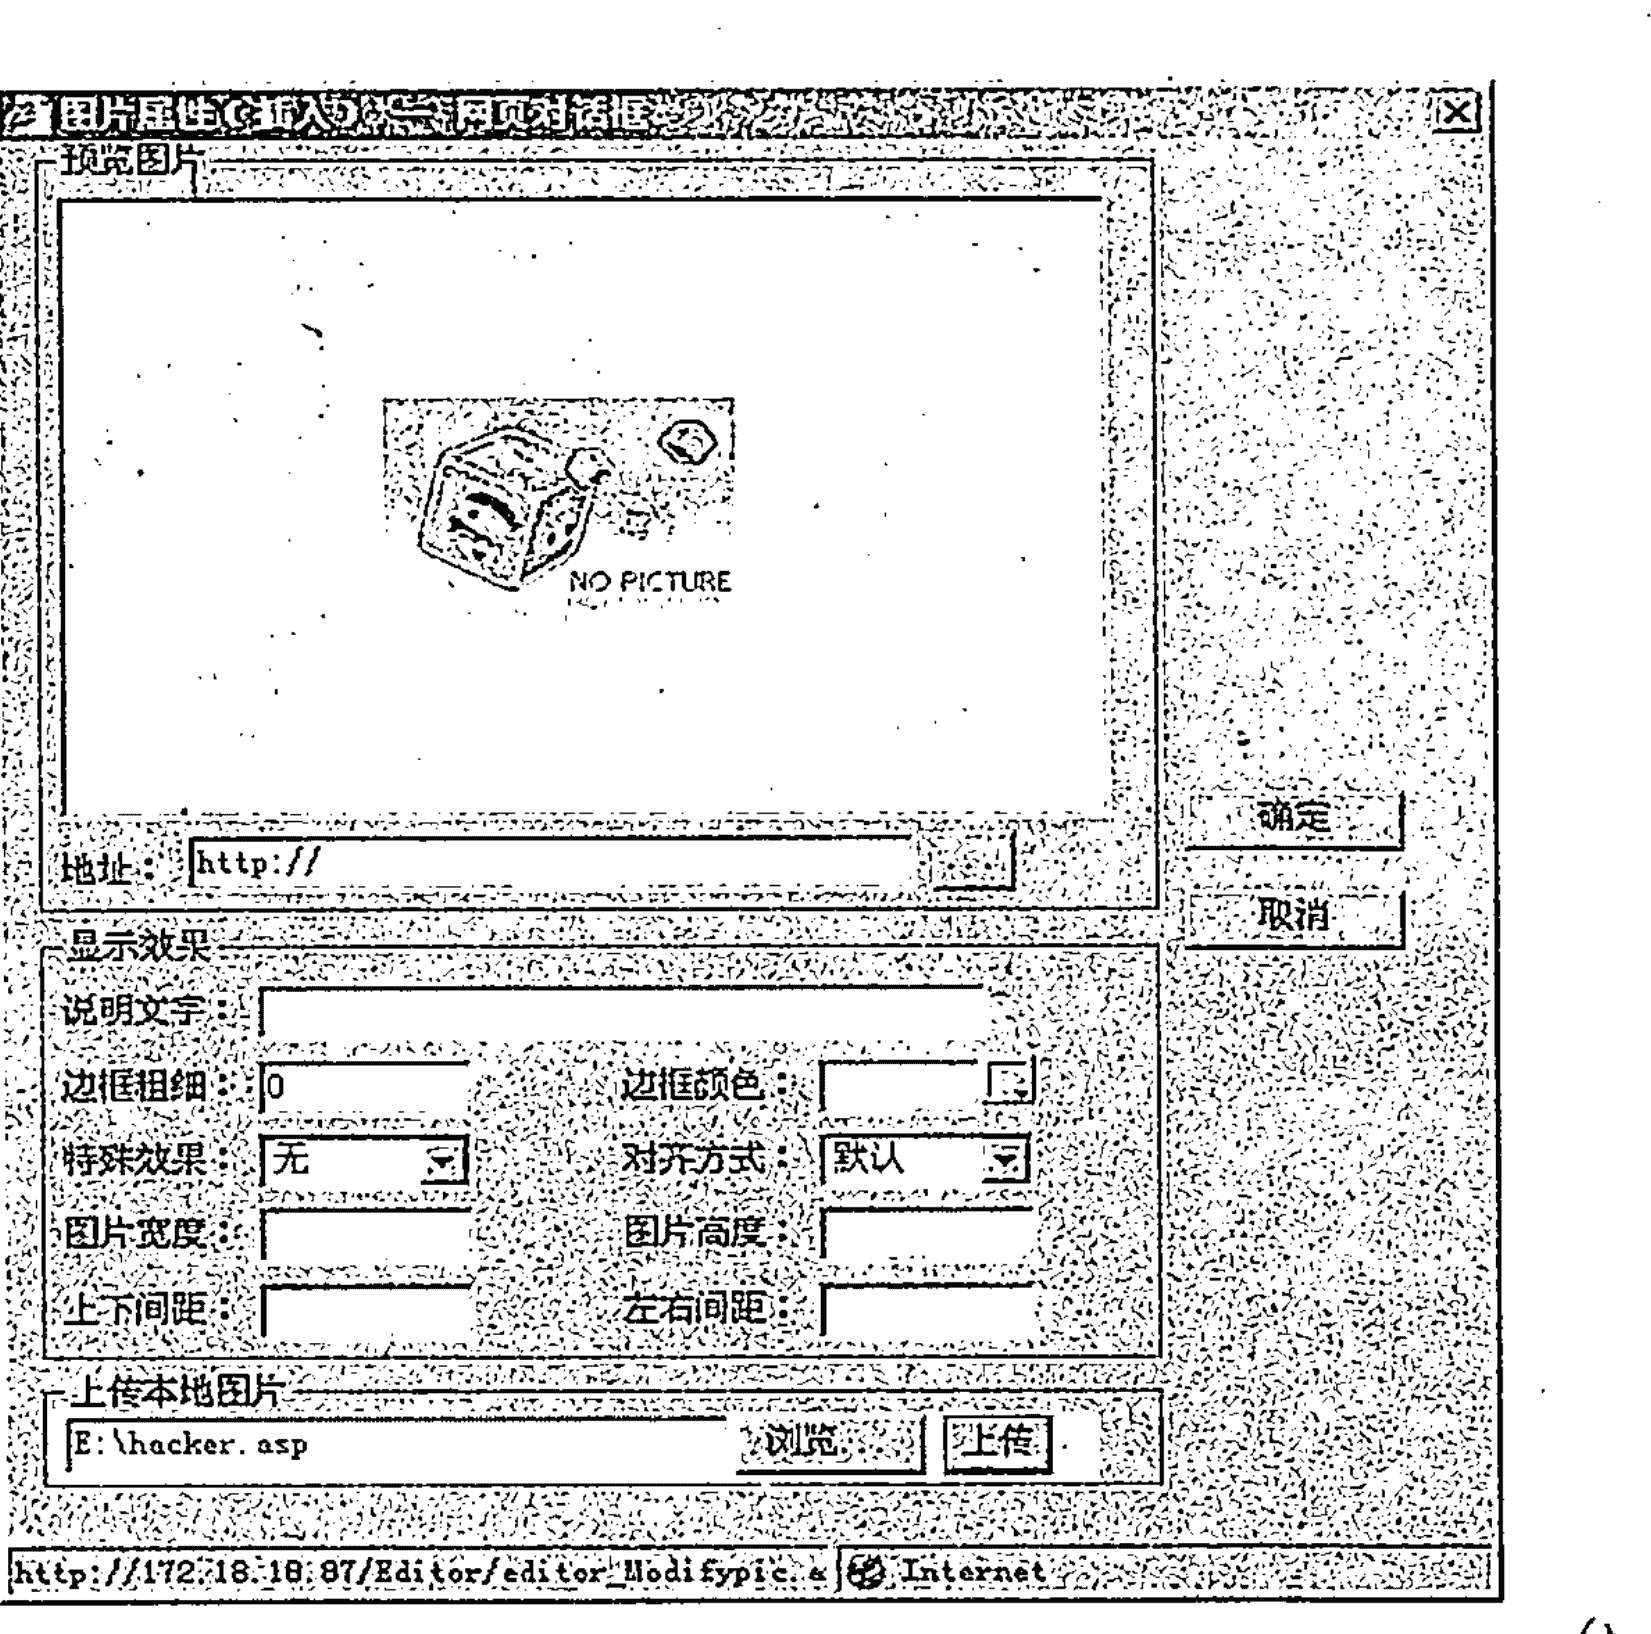 图片属性(插入) -- 网页对话框
预览图片
NO PICTURE
地址: http://
确定
取消
显示效果
说明文字:
边框粗细: 0 边框颜色:
特殊效果: 无 对齐方式: 默认
图片宽度: 图片高度:
上下间距: 左右间距:
上传本地图片
E:\hacker.asp 浏览... 上传
http://172.18.18.87/Editor/editor_Modifypic.a Internet